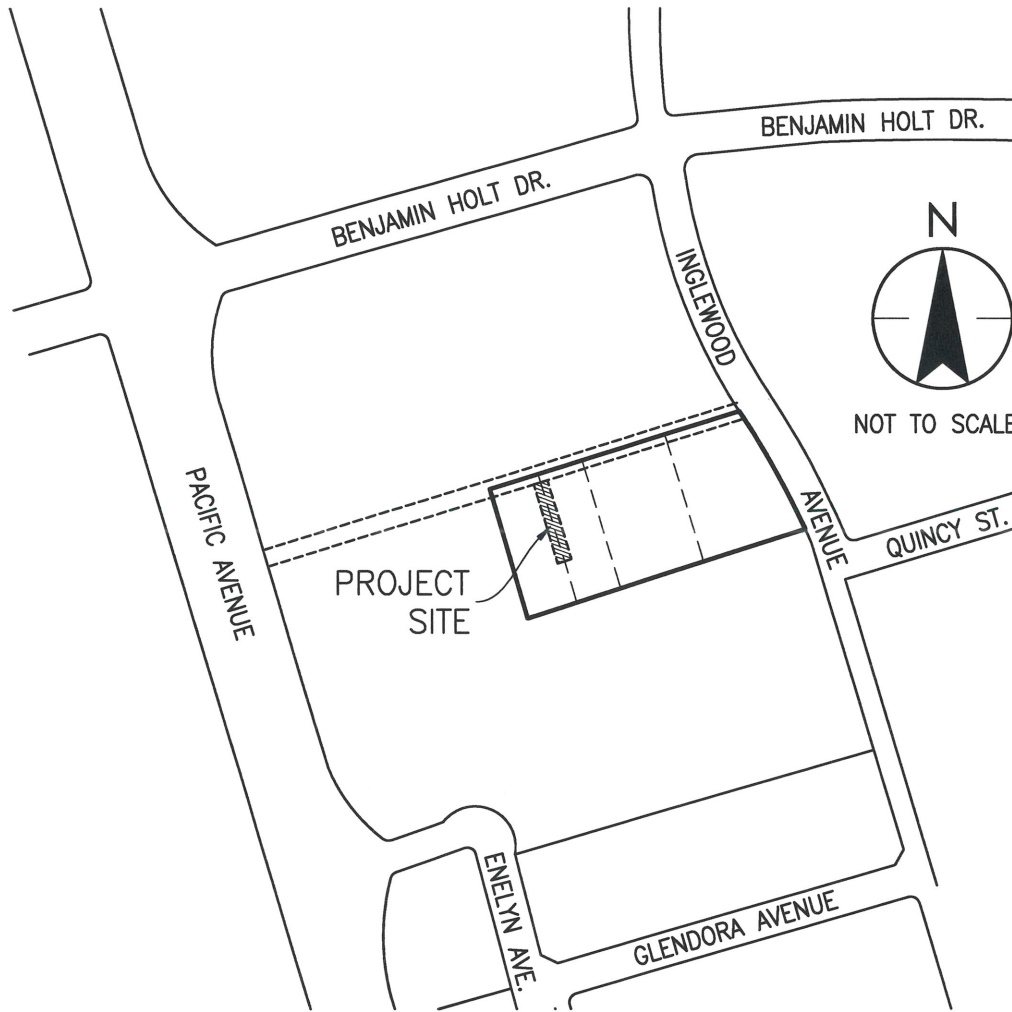 BENJAMIN HOLT DR.
BENJAMIN HOLT DR.
N
INGLEWOOD
NOT TO SCALE
PACIFIC AVENUE
AVENUE
QUINCY ST.
PROJECT
SITE
ENELYN AVE.
GLENDORA AVENUE